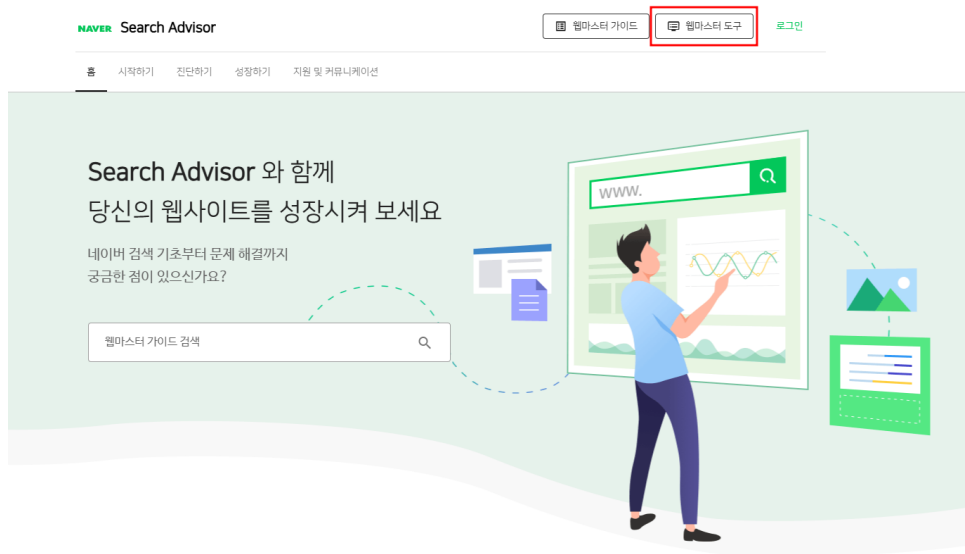 NAVER Search Advisor
웹마스터 가이드
웹마스터 도구
로그인
홈
시작하기
진단하기
성장하기
지원 및 커뮤니케이션
Search Advisor 와 함께
당신의 웹사이트를 성장시켜 보세요
네이버 검색 기초부터 문제 해결까지
궁금한 점이 있으신가요?
웹마스터 가이드 검색
www.